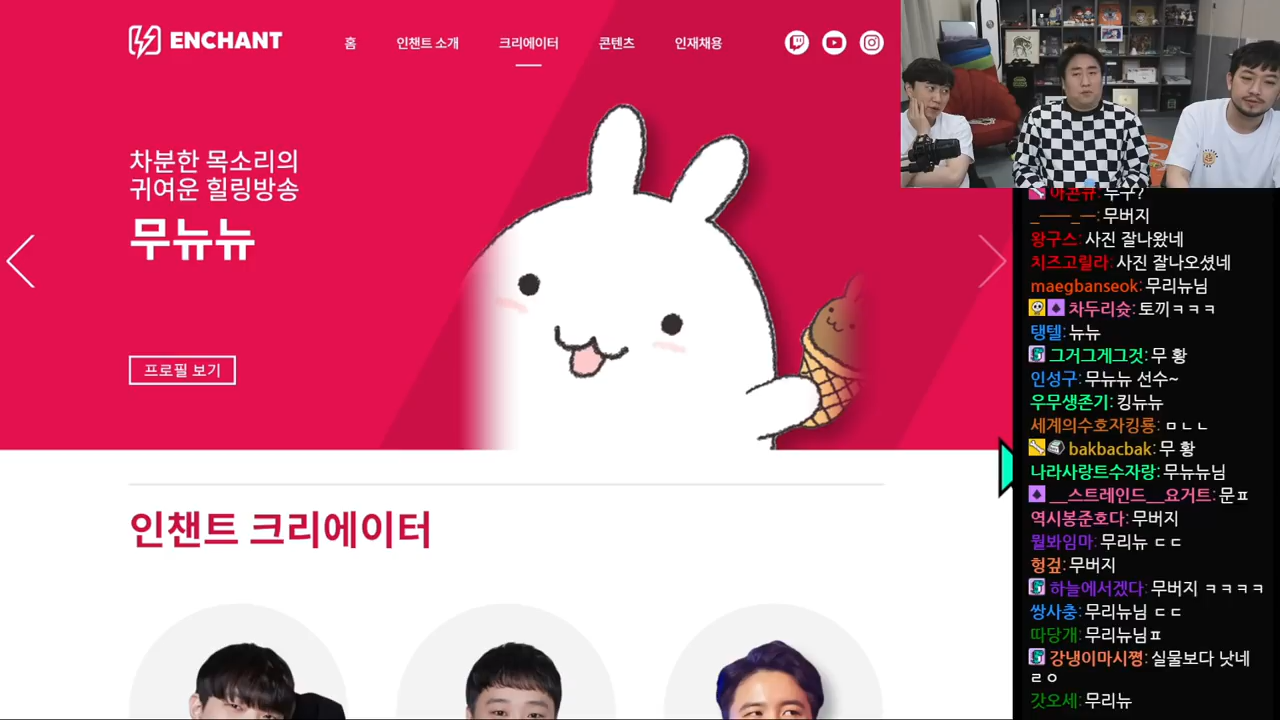 ENCHANT
홈
인챈트 소개
크리에이터
콘텐츠
인재채용
차분한 목소리의
귀여운 힐링방송
무뉴뉴
프로필 보기
인챈트 크리에이터
누구?
_──_─: 무버지
왕구스: 사진 잘나왔네
치즈고릴라: 사진 잘나오셨네
maegbanseok: 무리뉴님
차두리슛: 토끼ㅋㅋㅋ
탱텔: 뉴뉴
그거그게그것: 무 황
인성구: 무뉴뉴 선수~
우무생존기: 킹뉴뉴
세계의수호자킹룡: ㅁㄴㄴ
bakbacbak: 무 황
나라사랑트수자랑: 무뉴뉴님
__스트레인드__요거트: 문ㅍ
역시봉준호다: 무버지
뭘봐임마: 무리뉴 ㄷㄷ
헝겊: 무버지
하늘에서겠다: 무버지 ㅋㅋㅋㅋ
쌍사충: 무리뉴님 ㄷㄷ
따당개: 무리뉴님ㅍ
강냉이마시쪙: 실물보다 낫네
ㄹㅇ
갓오세: 무리뉴